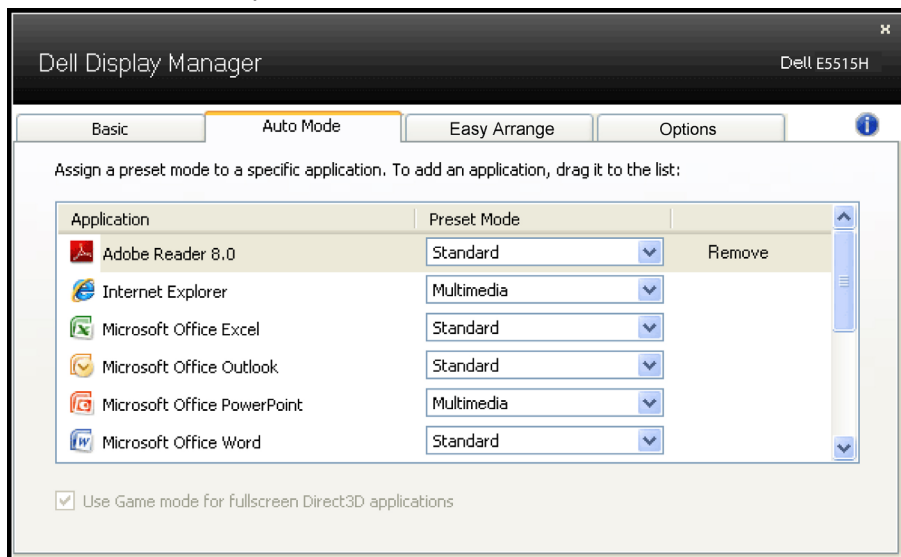 x
Dell Display Manager
Dell E5515H
Basic
Auto Mode
Easy Arrange
Options
i
Assign a preset mode to a specific application. To add an application, drag it to the list:
Application Preset Mode
Adobe Reader 8.0 Standard Remove
Internet Explorer Multimedia
Microsoft Office Excel Standard
Microsoft Office Outlook Standard
Microsoft Office PowerPoint Multimedia
Microsoft Office Word Standard
Use Game mode for fullscreen Direct3D applications